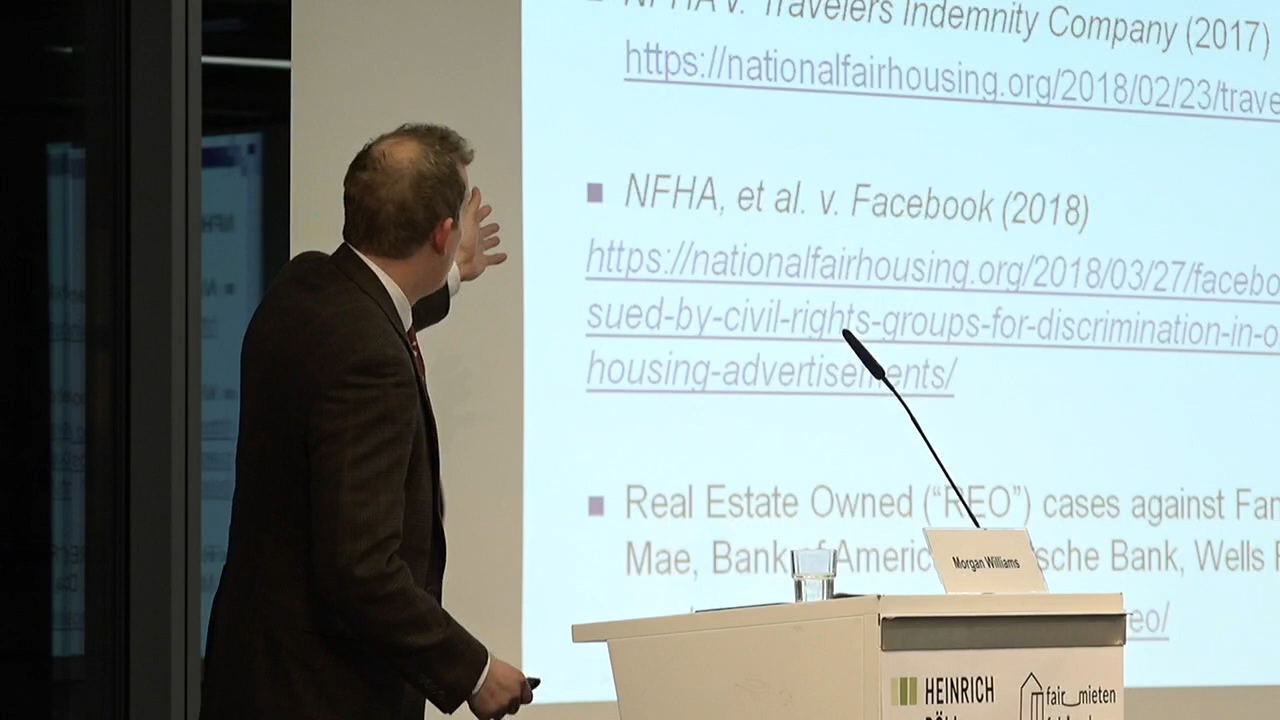 NFHA v. Travelers Indemnity Company (2017)
https://nationalfairhousing.org/2018/02/23/trave
NFHA, et al. v. Facebook (2018)
https://nationalfairhousing.org/2018/03/27/facebo
sued-by-civil-rights-groups-for-discrimination-in-o
housing-advertisements/
Real Estate Owned ("REO") cases against Fan
Mae, Bank of Americ sche Bank, Wells F
eo/
Morgan Williams
HEINRICH
fair mieten